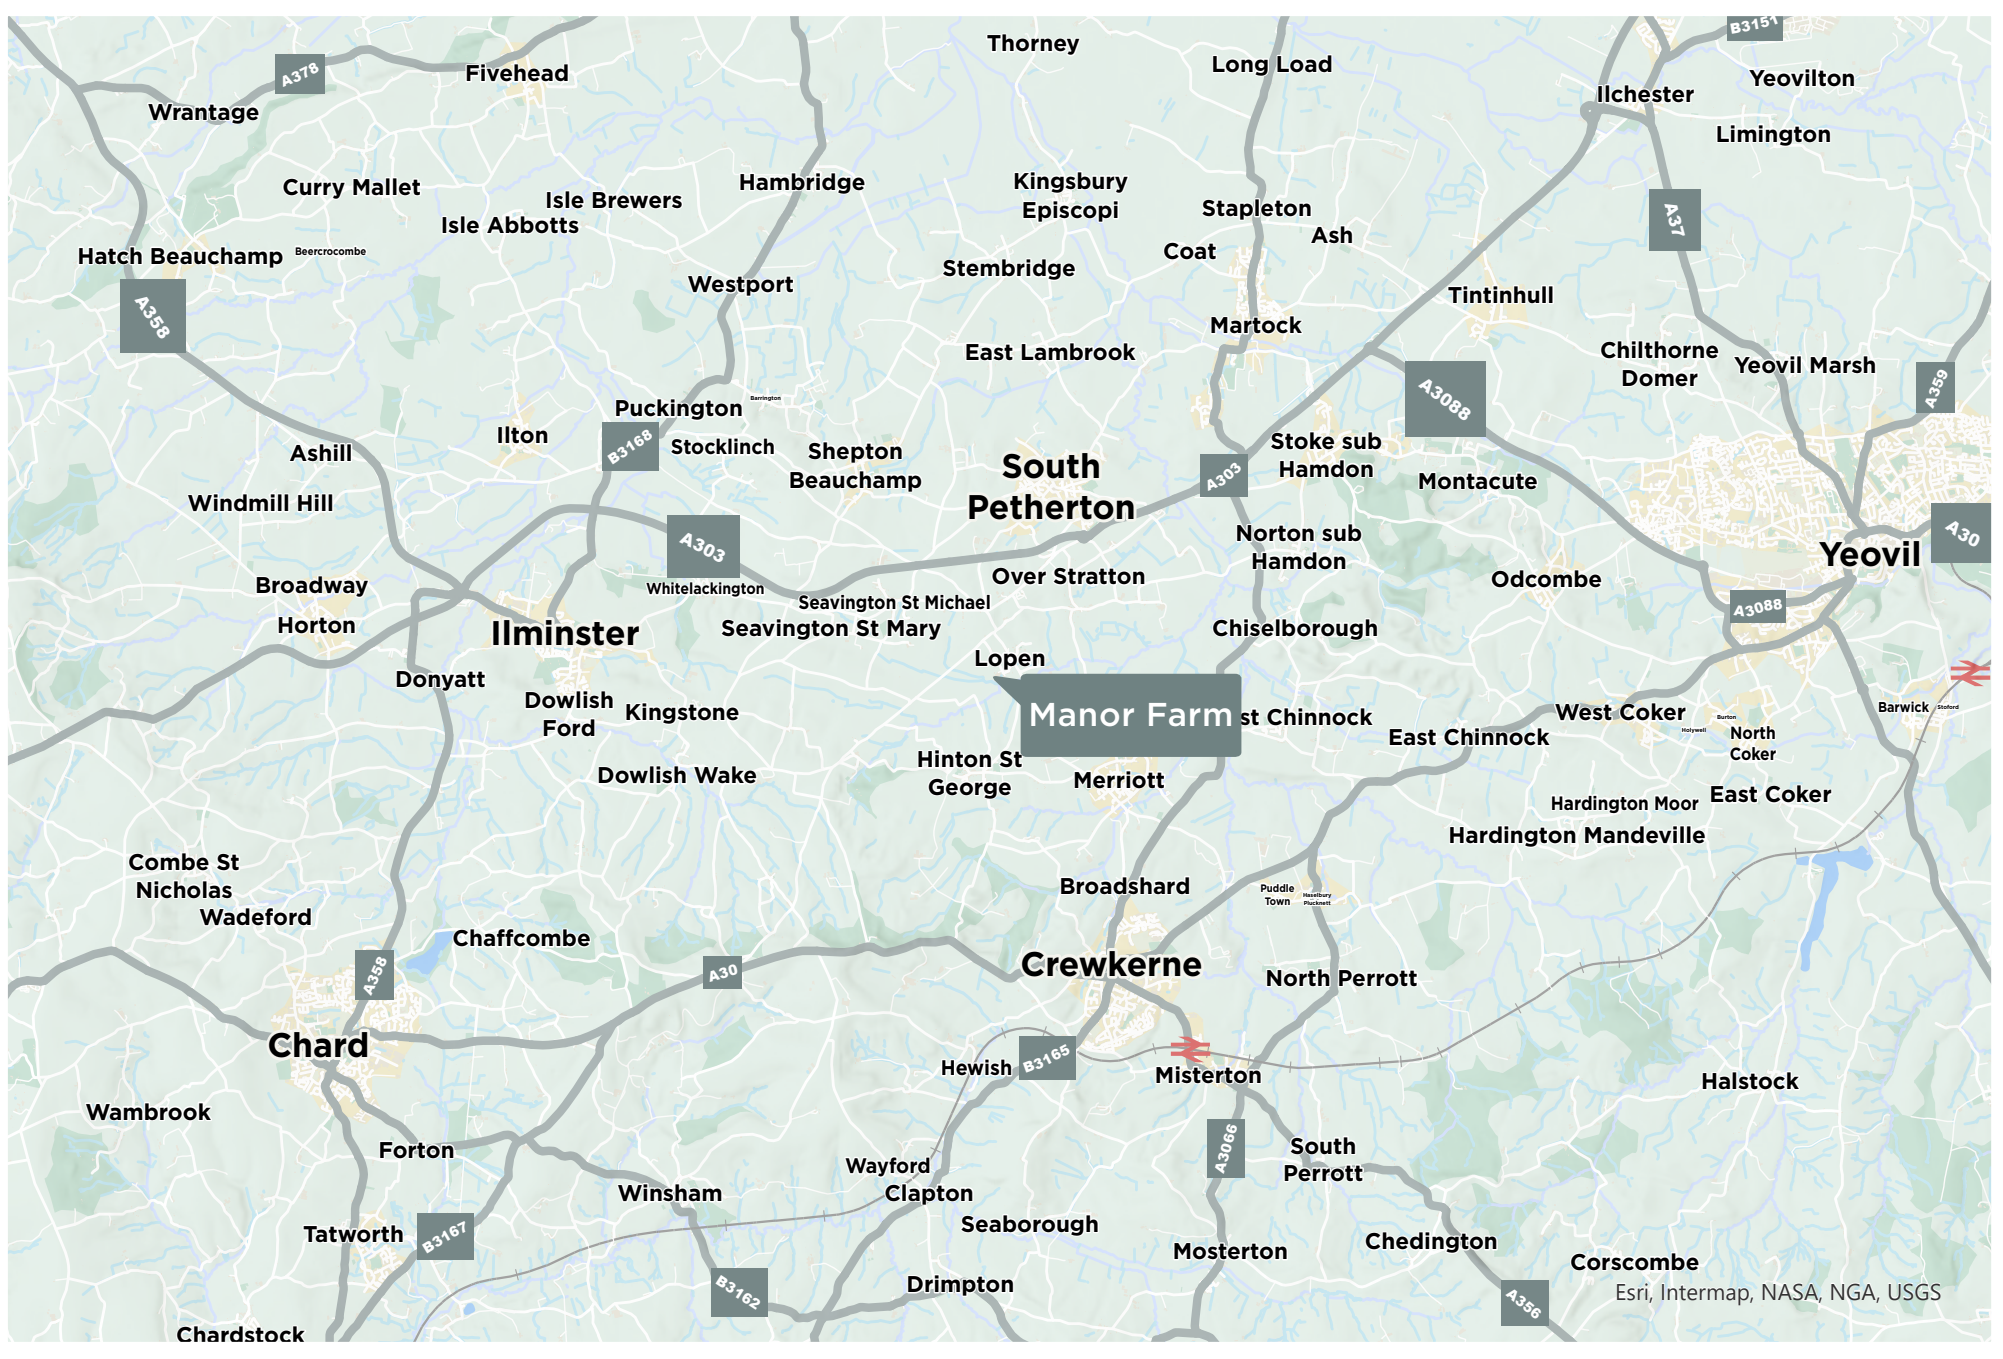 B3151
Thorney
Long Load
A378
Fivehead
Yeovilton
Ilchester
Wrantage
Limington
Curry Mallet
Isle Brewers
Hambridge
Kingsbury
Episcopi
Stapleton
A37
Isle Abbotts
Ash
Coat
Hatch Beauchamp
Beercrocombe
Stembridge
Westport
Tintinhull
A358
Martock
East Lambrook
Chilthorne
Domer
Yeovil Marsh
A359
A3088
Barrington
Puckington
Ilton
B3168
Stocklinch
Shepton
Beauchamp
Stoke sub
Hamdon
Ashill
South
Petherton
A303
Montacute
Windmill Hill
A30
Norton sub
Hamdon
A303
Yeovil
Over Stratton
Odcombe
Broadway
Whitelackington
Seavington St Michael
A3088
Horton
Ilminster
Seavington St Mary
Chiselborough
Lopen
Donyatt
Dowlish
Ford
Kingstone
Manor Farm
st Chinnock
West Coker
Burton
Holywell
North
Coker
Barwick
Stoford
East Chinnock
Hinton St
George
Merriott
Dowlish Wake
East Coker
Hardington Moor
Hardington Mandeville
Combe St
Nicholas
Broadshard
Puddle
Town
Haselbury
Plucknett
Wadeford
Chaffcombe
A358
A30
Crewkerne
North Perrott
Chard
B3165
Hewish
Misterton
Halstock
Wambrook
Forton
A3066
South
Perrott
Wayford
Clapton
Winsham
Seaborough
Tatworth
B3167
Mosterton
Chedington
Corscombe
Drimpton
B3162
A356
Esri, Intermap, NASA, NGA, USGS
Chardstock